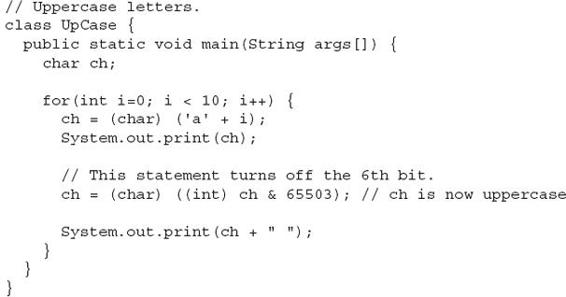 // Uppercase letters.
class UpCase {
  public static void main(String args[]) {
    char ch;

    for(int i=0; i < 10; i++) {
      ch = (char) ('a' + i);
      System.out.print(ch);

      // This statement turns off the 6th bit.
      ch = (char) ((int) ch & 65503); // ch is now uppercase

      System.out.print(ch + " ");
    }
  }
}